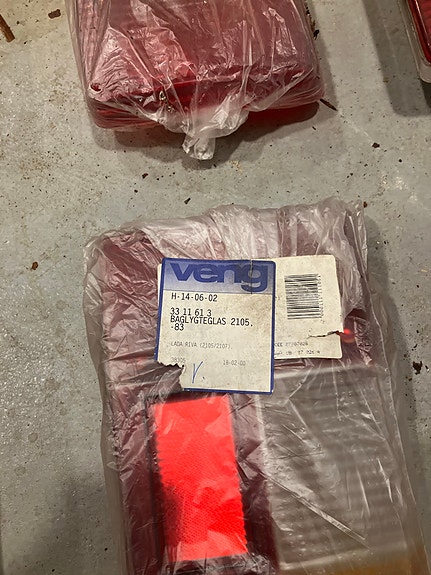 veng
H-14-06-02
33 11 61 3
BAGLYGTEGLAS 2105.
-83
LADA RIVA (2105/2107).
18-02-00
V.